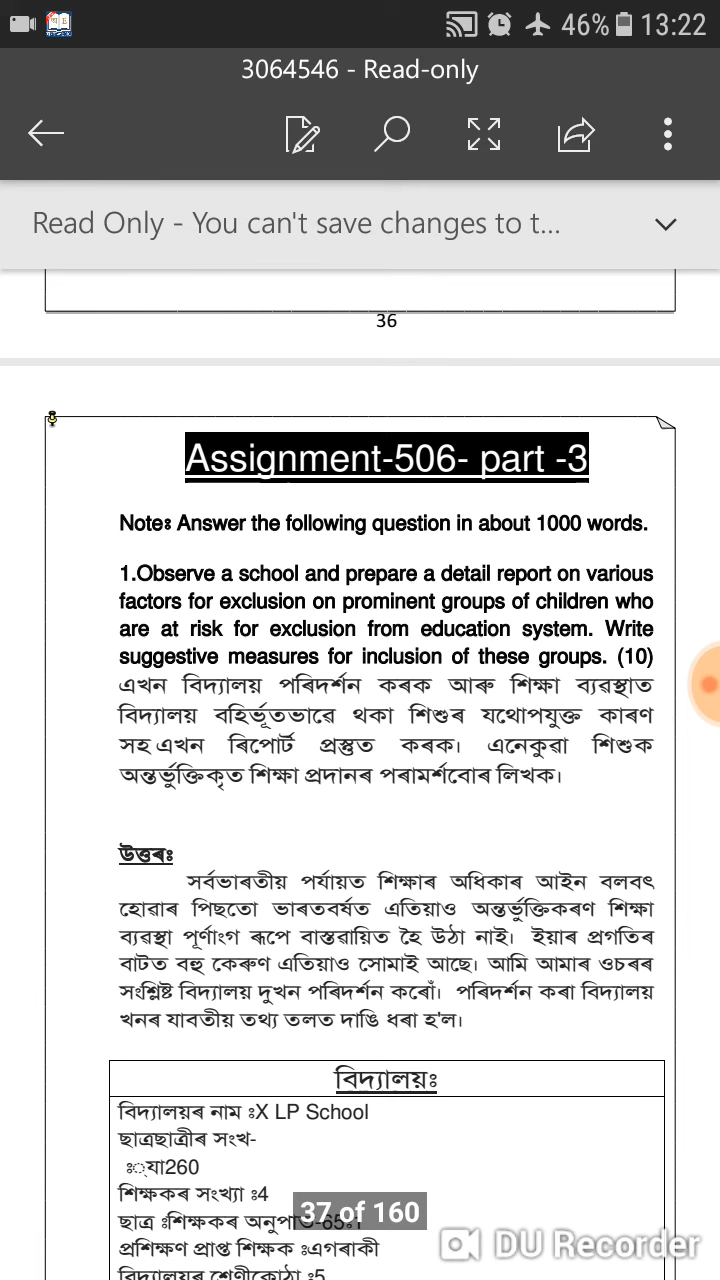 46% 13:22
3064546 - Read-only
Read Only - You can't save changes to t...
36
Assignment-506- part -3
Noteঃ Answer the following question in about 1000 words.
1.Observe a school and prepare a detail report on various
factors for exclusion on prominent groups of children who
are at risk for exclusion from education system. Write
suggestive measures for inclusion of these groups. (10)
এখন বিদ্যালয় পৰিদৰ্শন কৰক আৰু শিক্ষা ব্যৱস্থাত
বিদ্যালয় বহিৰ্ভূতভাৱে থকা শিশুৰ যথোপযুক্ত কাৰণ
সহ এখন ৰিপোৰ্ট প্ৰস্তুত কৰক। এনেকুৱা শিশুক
অন্তৰ্ভুক্তিকৃত শিক্ষা প্ৰদানৰ পৰামৰ্শবোৰ লিখক।
উত্তৰঃ
সৰ্বভাৰতীয় পৰ্যায়ত শিক্ষাৰ অধিকাৰ আইন বলবৎ
হোৱাৰ পিছতো ভাৰতবৰ্ষত এতিয়াও অন্তৰ্ভুক্তিকৰণ শিক্ষা
ব্যৱস্থা পূৰ্ণাংগ ৰূপে বাস্তৱায়িত হৈ উঠা নাই। ইয়াৰ প্ৰগতিৰ
বাটত বহু কেৰুণ এতিয়াও সোমাই আছে। আমি আমাৰ ওচৰৰ
সংশ্লিষ্ট বিদ্যালয় দুখন পৰিদৰ্শন কৰোঁ। পৰিদৰ্শন কৰা বিদ্যালয়
খনৰ যাবতীয় তথ্য তলত দাঙি ধৰা হ'ল।
বিদ্যালয়ঃ
বিদ্যালয়ৰ নাম ঃX LP School
ছাত্ৰছাত্ৰীৰ সংখ-
ঃ্যা260
শিক্ষকৰ সংখ্যা ঃ4
ছাত্ৰ ঃশিক্ষকৰ অনুপাত-65ঃ1
37 of 160
প্ৰশিক্ষণ প্ৰাপ্ত শিক্ষক ঃএগৰাকী
বিদ্যালয়ৰ শ্ৰেণীকোঠা ঃ5
DU Recorder